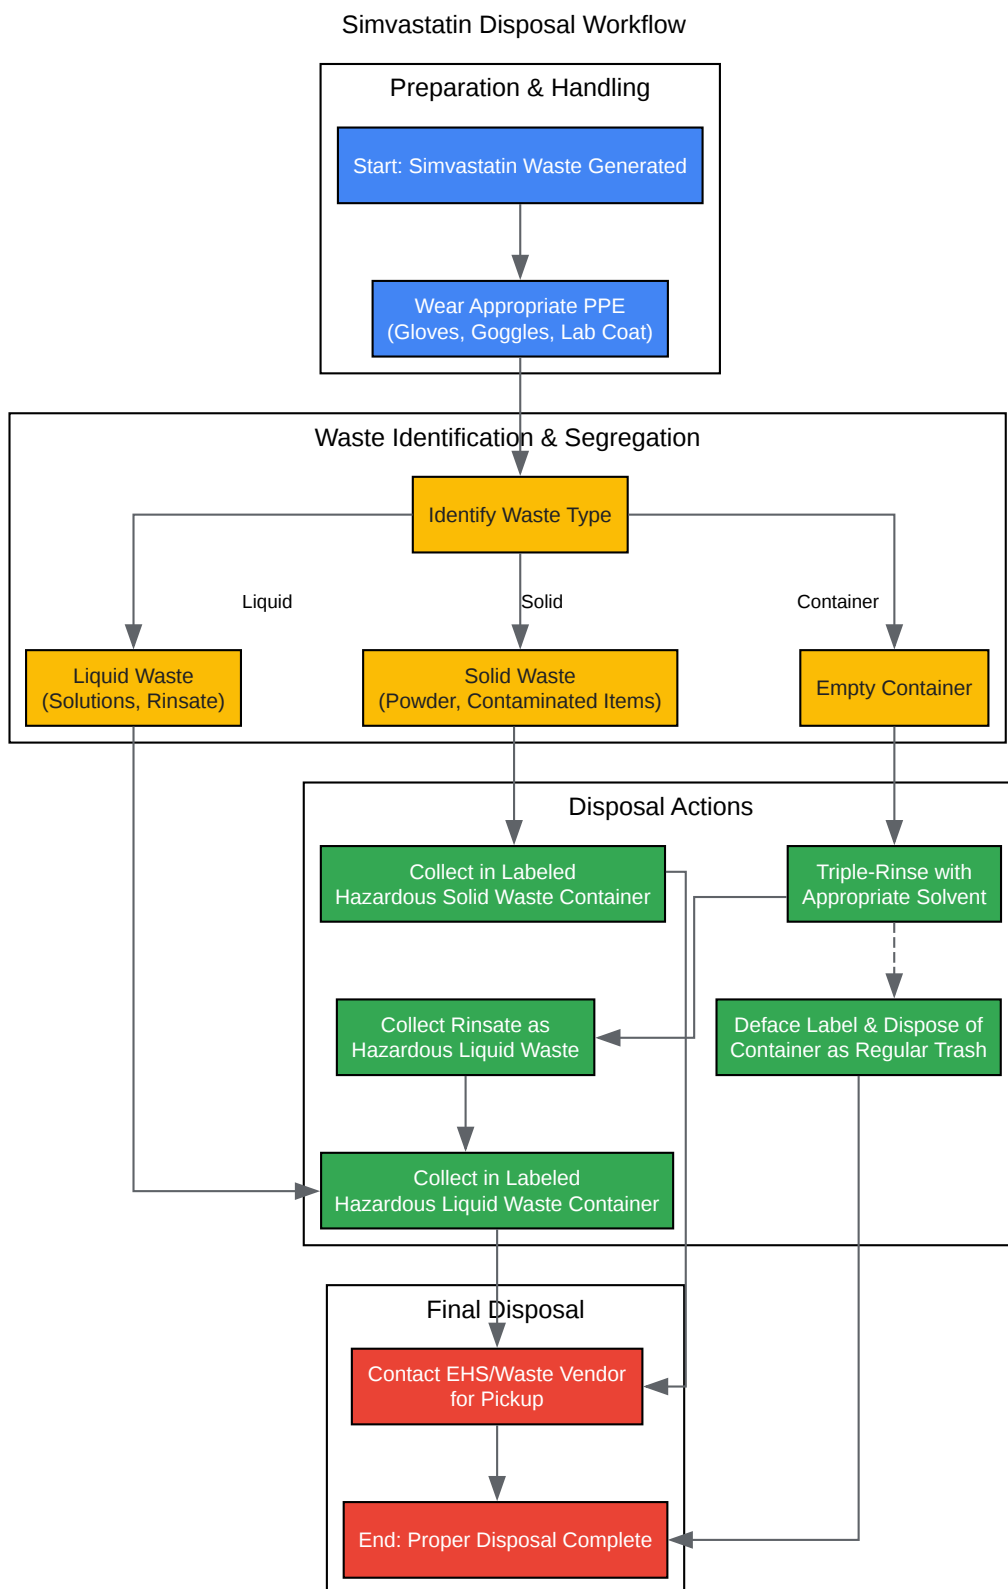 Simvastatin Disposal Workflow
Preparation & Handling
Start: Simvastatin Waste Generated
Wear Appropriate PPE
(Gloves, Goggles, Lab Coat)
Waste Identification & Segregation
Identify Waste Type
Liquid
Solid
Container
Liquid Waste
(Solutions, Rinsate)
Solid Waste
(Powder, Contaminated Items)
Empty Container
Disposal Actions
Collect in Labeled
Hazardous Solid Waste Container
Triple-Rinse with
Appropriate Solvent
Collect Rinsate as
Hazardous Liquid Waste
Deface Label & Dispose of
Container as Regular Trash
Collect in Labeled
Hazardous Liquid Waste Container
Final Disposal
Contact EHS/Waste Vendor
for Pickup
End: Proper Disposal Complete